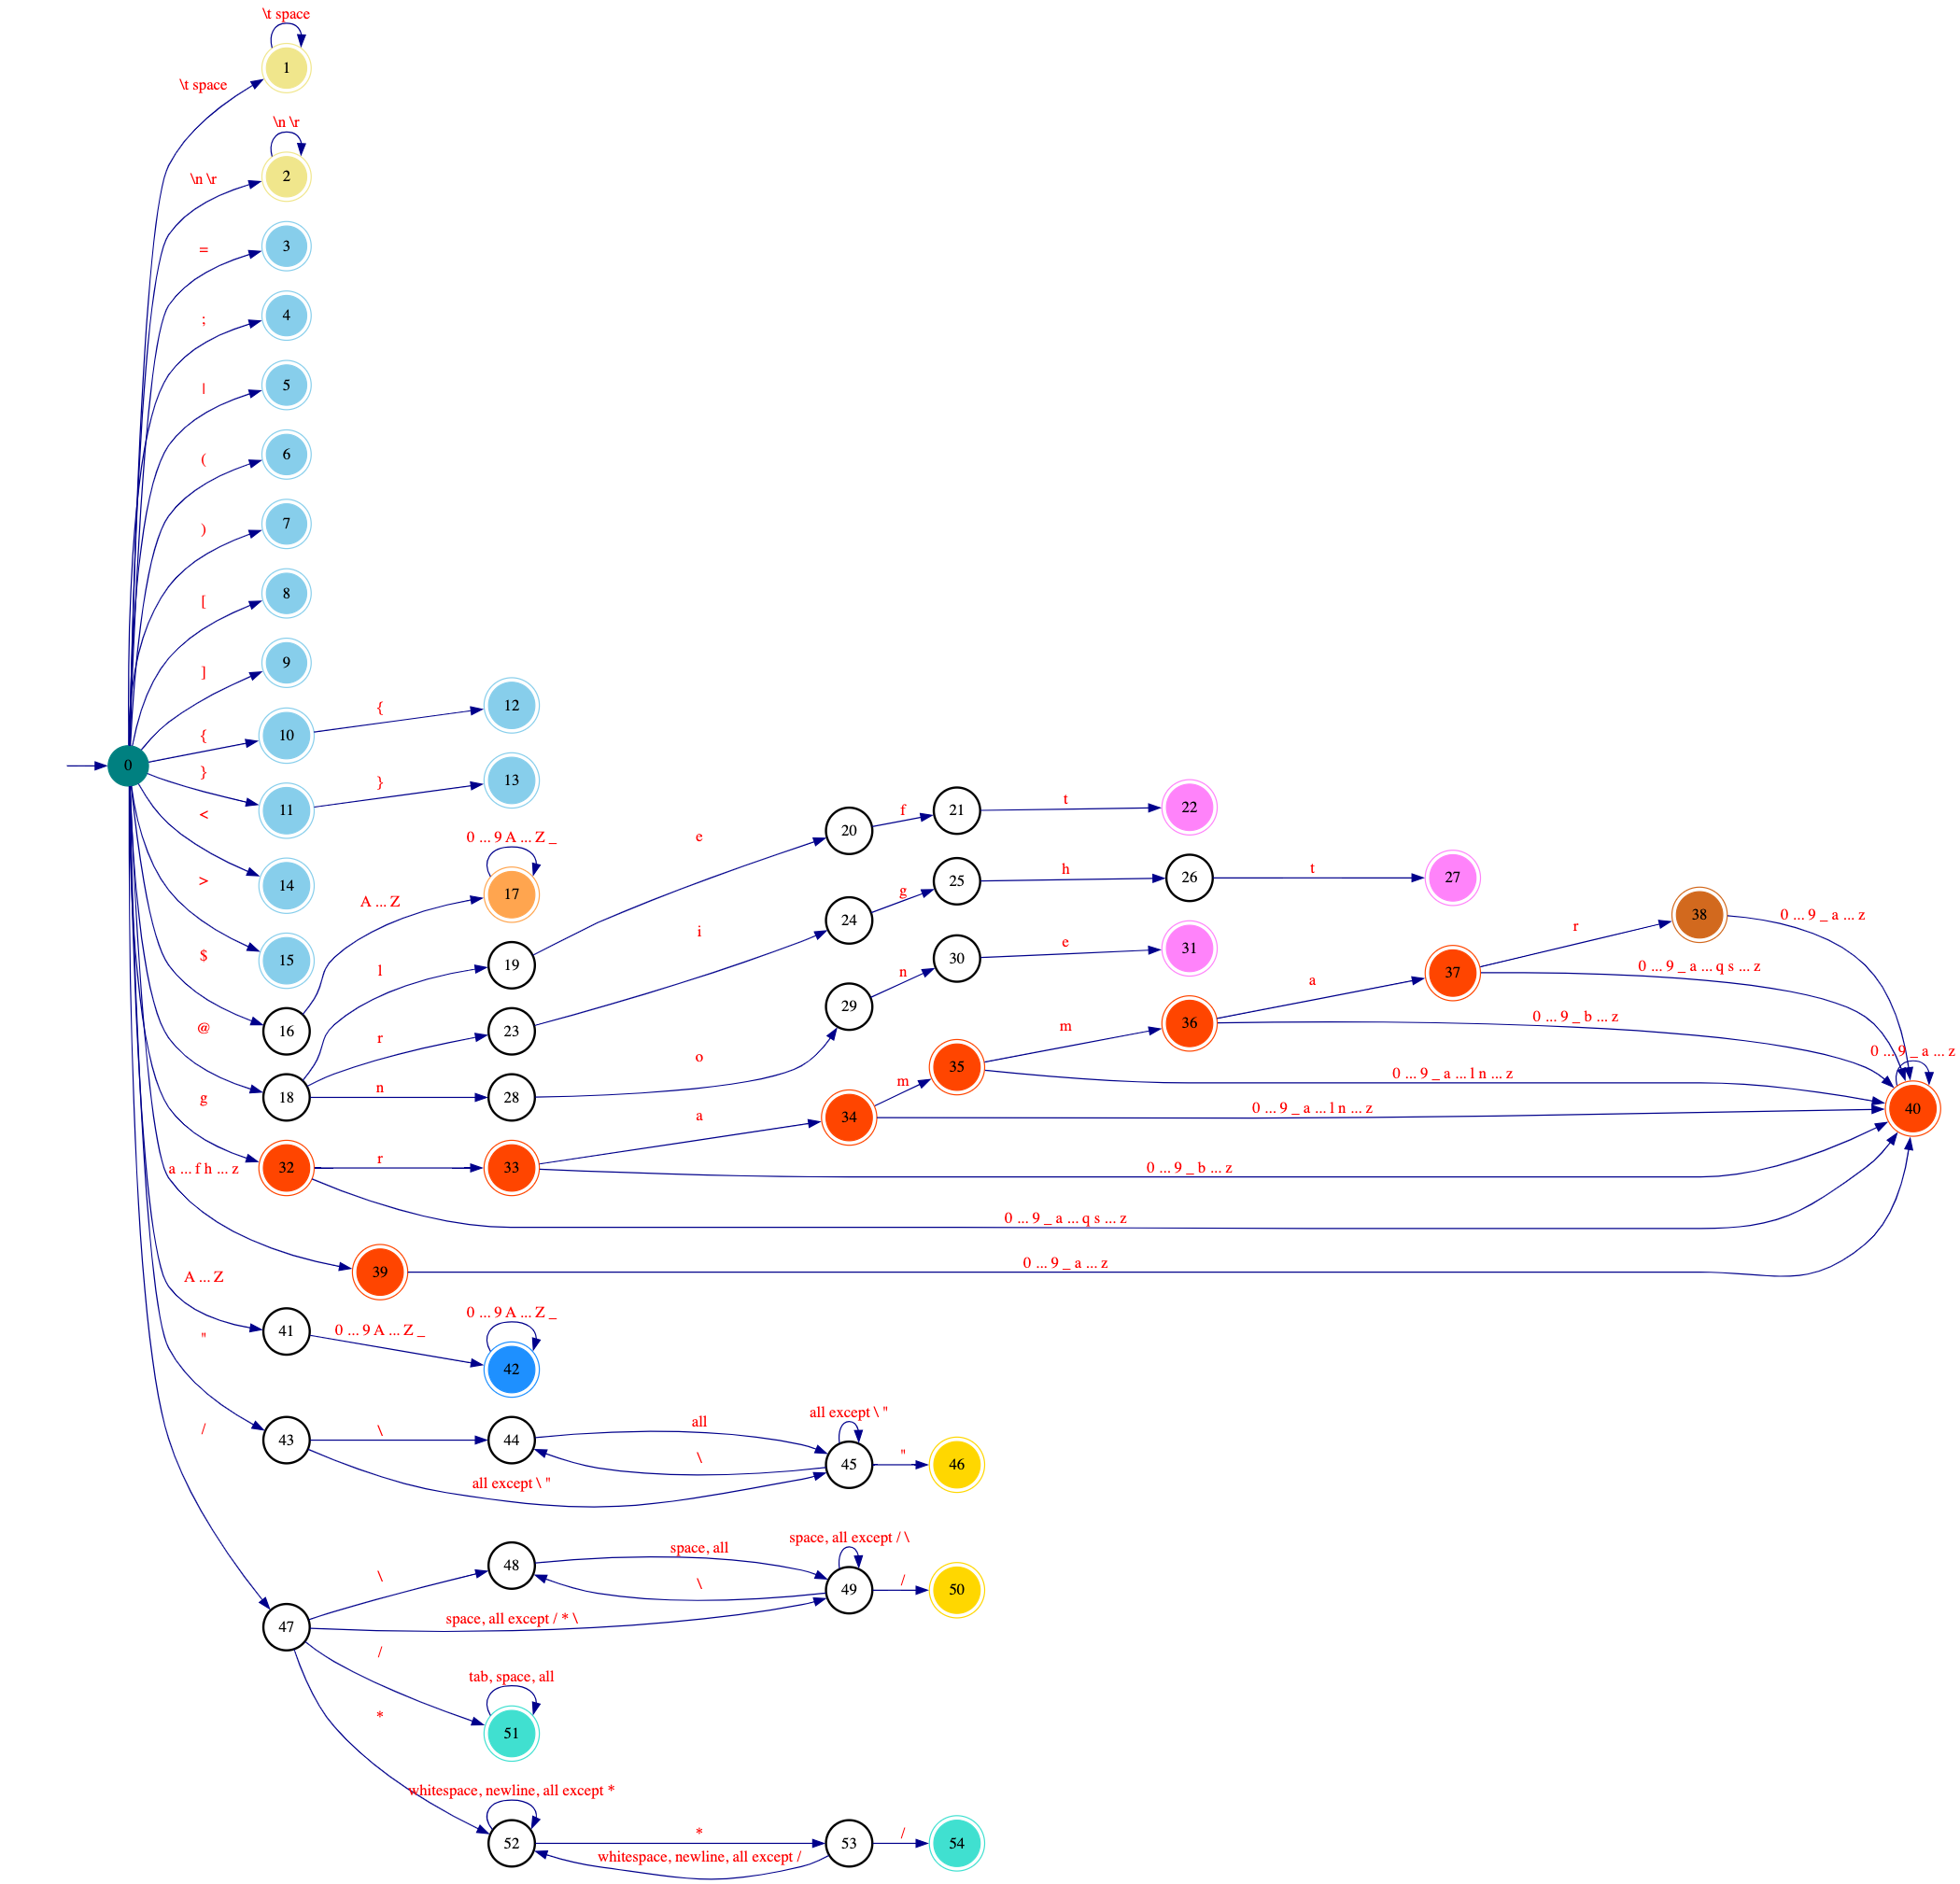 \t space
1
\t space
\n \r
2
\n \r
=
3
;
4
|
5
(
6
)
7
[
8
]
9
{
10
{
12
0
}
11
}
13
<
14
>
15
$
16
A ... Z
17
0 ... 9 A ... Z _
@
18
l
19
e
20
f
21
t
22
r
23
i
24
g
25
h
26
t
27
n
28
o
29
n
30
e
31
g
32
r
33
a
34
m
35
m
36
a
37
r
38
0 ... 9 _ a ... z
0 ... 9 _ a ... q s ... z
0 ... 9 _ b ... z
0 ... 9 _ a ... z
0 ... 9 _ a ... l n ... z
0 ... 9 _ a ... l n ... z
40
0 ... 9 _ b ... z
0 ... 9 _ a ... q s ... z
a ... f h ... z
39
0 ... 9 _ a ... z
A ... Z
41
0 ... 9 A ... Z _
42
0 ... 9 A ... Z _
"
43
\
44
all
\
all except \ "
45
all except \ "
"
46
/
47
\
48
space, all
\
space, all except / * \
49
space, all except / \
/
50
/
51
tab, space, all
*
52
whitespace, newline, all except *
*
53
whitespace, newline, all except /
/
54